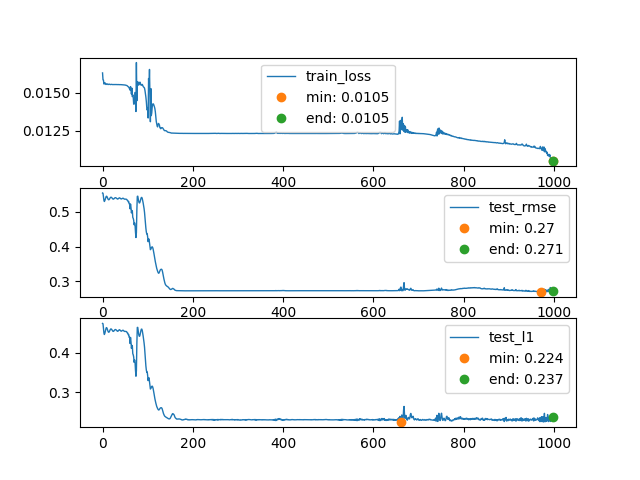 0.0150
0.0125
train_loss
min: 0.0105
end: 0.0105
0 200 400 600 800 1000
0.5
0.4
0.3
test_rmse
min: 0.27
end: 0.271
0 200 400 600 800 1000
0.4
0.3
test_l1
min: 0.224
end: 0.237
0 200 400 600 800 1000